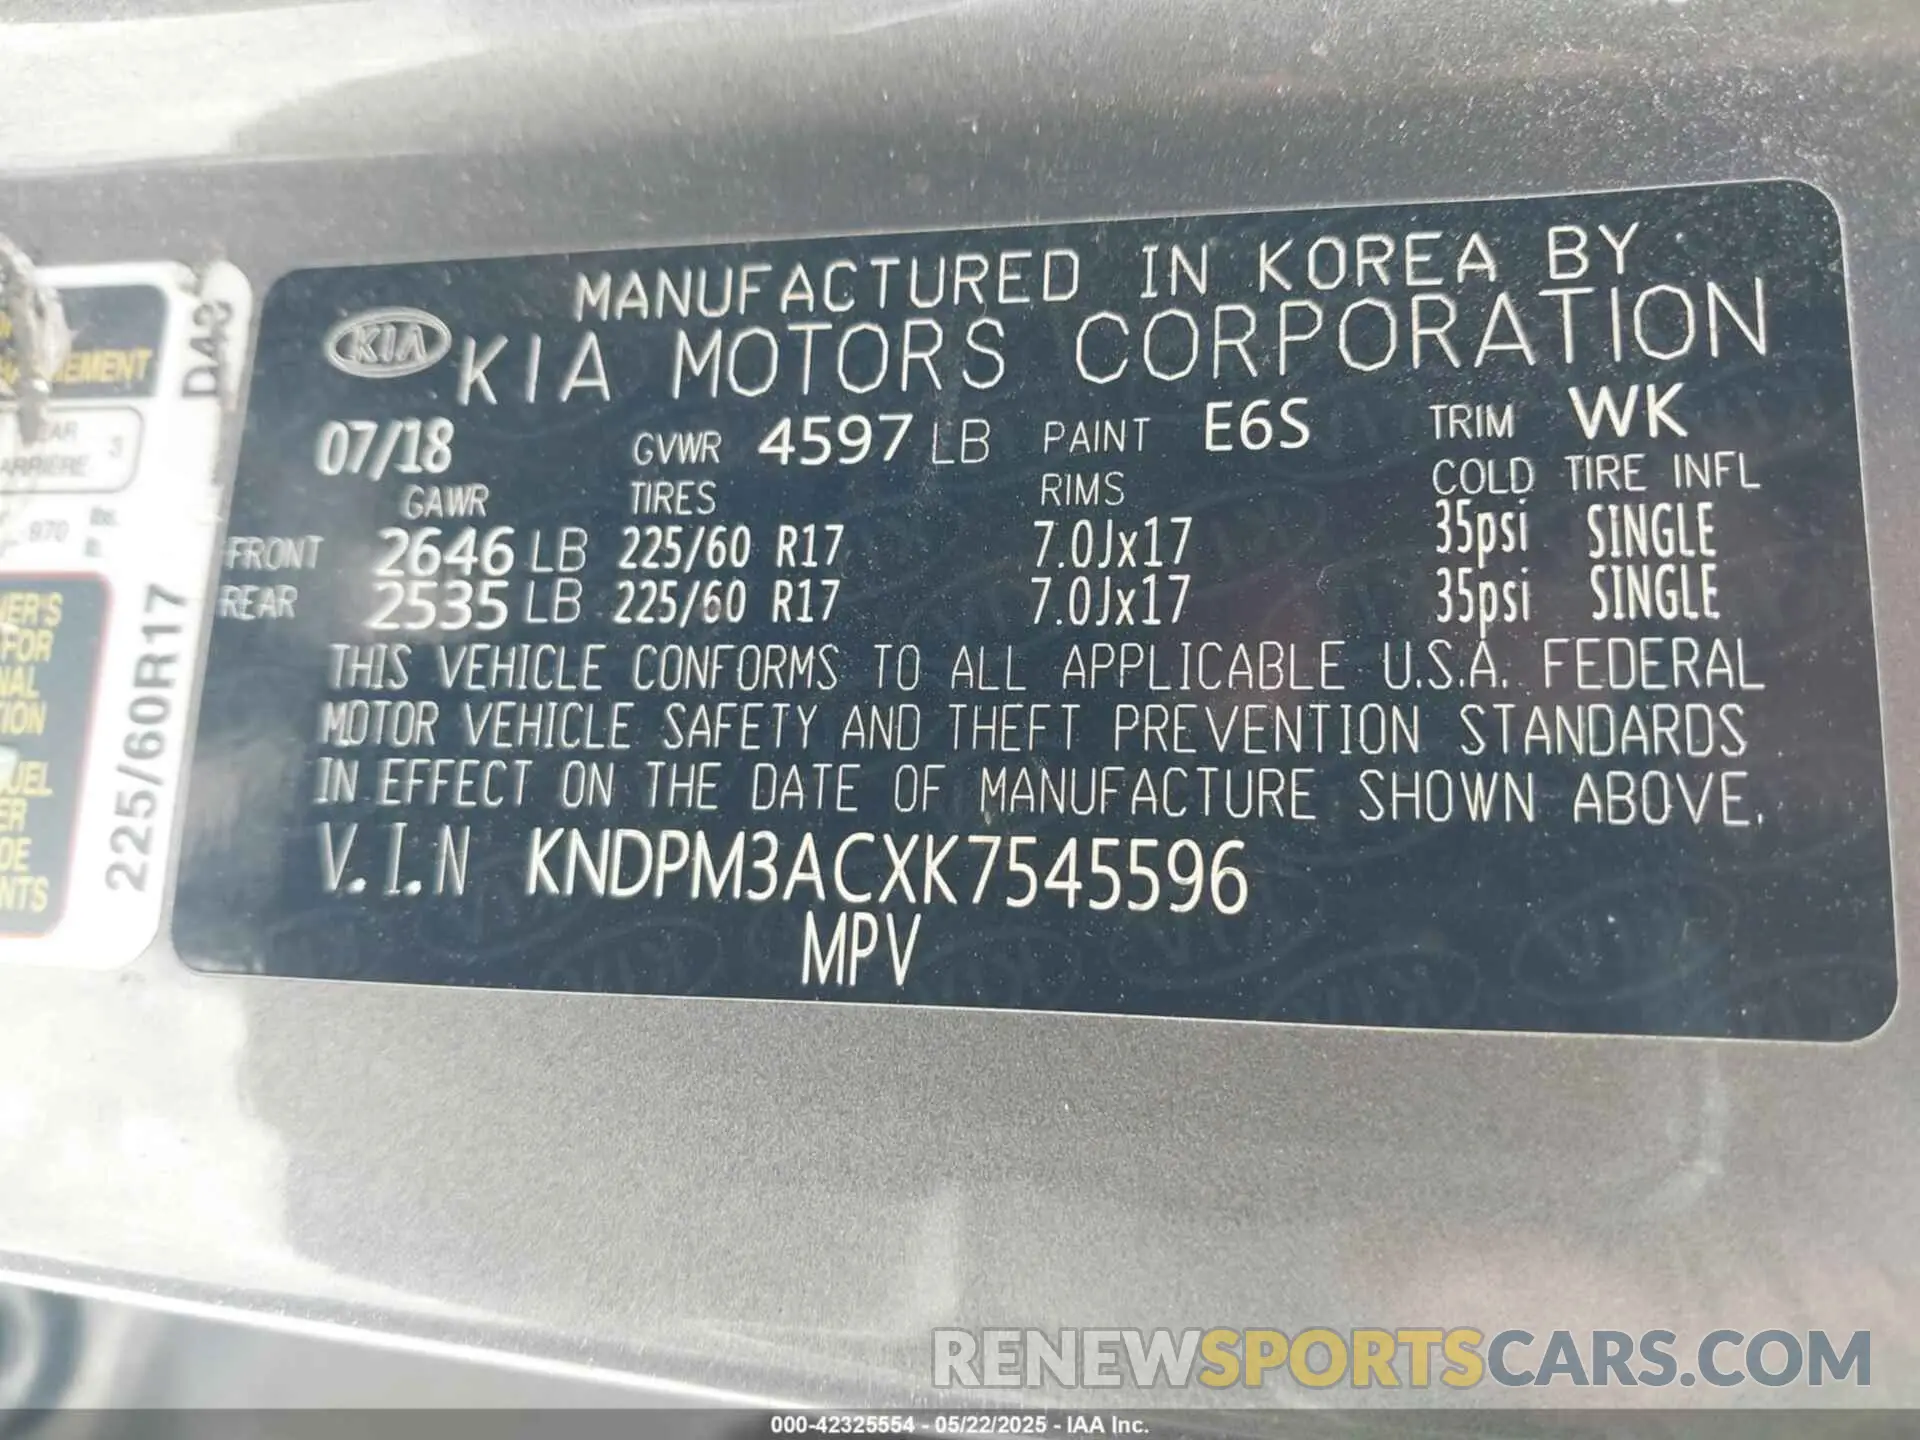 MANUFACTURED IN KOREA BY
KIA KIA MOTORS CORPORATION
07/18 GVWR 4597 LB PAINT E6S TRIM WK
GAWR TIRES RIMS COLD TIRE INFL
FRONT 2646 LB 225/60 R17 7.0Jx17 35psi SINGLE
REAR 2535 LB 225/60 R17 7.0Jx17 35psi SINGLE
THIS VEHICLE CONFORMS TO ALL APPLICABLE U.S.A. FEDERAL
MOTOR VEHICLE SAFETY AND THEFT PREVENTION STANDARDS
IN EFFECT ON THE DATE OF MANUFACTURE SHOWN ABOVE.
V.I.N KNDPM3ACXK7545596
MPV
D43
225/60R17
3
970 lbs.
RENEWSPORTSCARS.COM
000-42325554 - 05/22/2025 - IAA Inc.